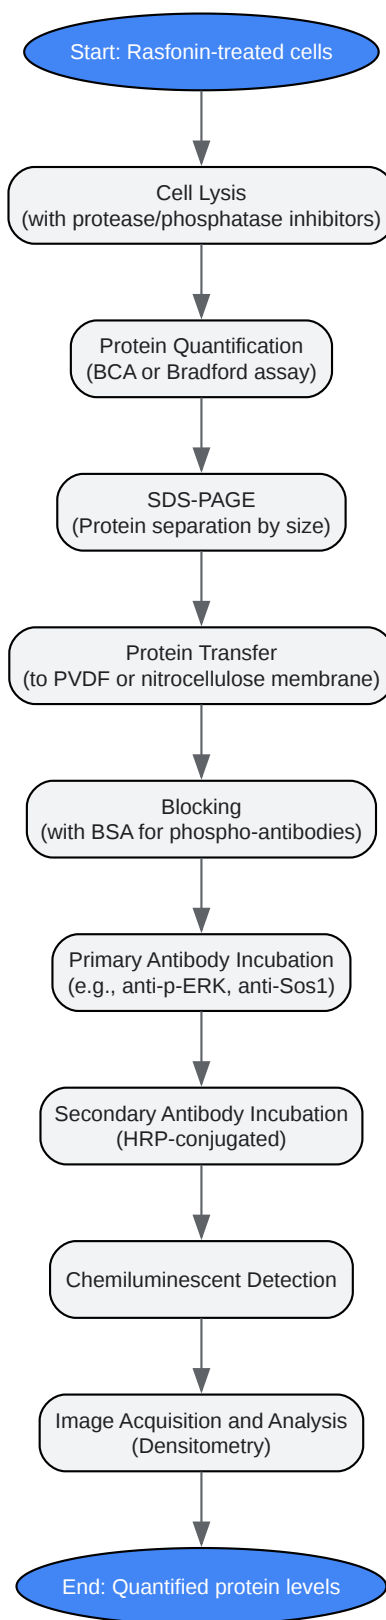 Start: Rasfonin-treated cells
Cell Lysis
(with protease/phosphatase inhibitors)
Protein Quantification
(BCA or Bradford assay)
SDS-PAGE
(Protein separation by size)
Protein Transfer
(to PVDF or nitrocellulose membrane)
Blocking
(with BSA for phospho-antibodies)
Primary Antibody Incubation
(e.g., anti-p-ERK, anti-Sos1)
Secondary Antibody Incubation
(HRP-conjugated)
Chemiluminescent Detection
Image Acquisition and Analysis
(Densitometry)
End: Quantified protein levels